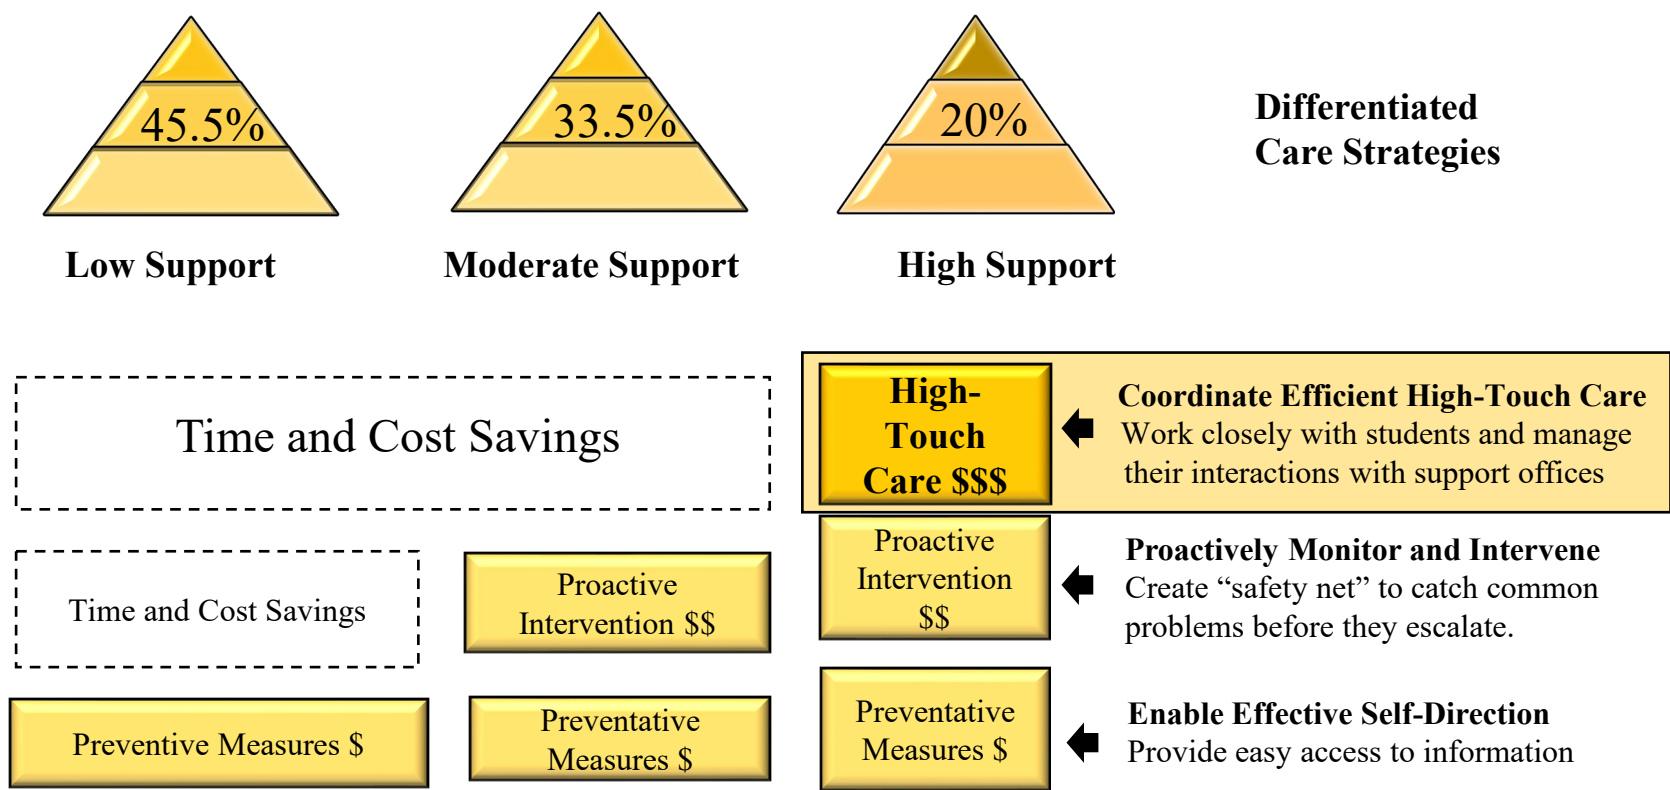 45.5%
33.5%
20%
Differentiated
Care Strategies
Low Support
Moderate Support
High Support
Time and Cost Savings
High-
Touch
Care $$$
Coordinate Efficient High-Touch Care
Work closely with students and manage
their interactions with support offices
Time and Cost Savings
Proactive
Intervention $$
Proactive
Intervention
$$
Proactively Monitor and Intervene
Create “safety net” to catch common
problems before they escalate.
Preventive Measures $
Preventative
Measures $
Preventative
Measures $
Enable Effective Self-Direction
Provide easy access to information